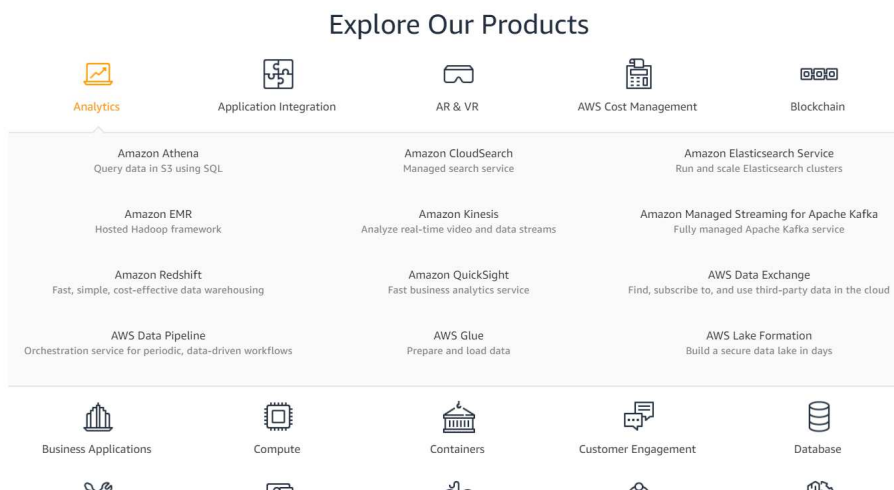 Explore Our Products
Analytics
Application Integration
AR & VR
AWS Cost Management
Blockchain
Amazon Athena
Query data in S3 using SQL
Amazon CloudSearch
Managed search service
Amazon Elasticsearch Service
Run and scale Elasticsearch clusters
Amazon EMR
Hosted Hadoop framework
Amazon Kinesis
Analyze real-time video and data streams
Amazon Managed Streaming for Apache Kafka
Fully managed Apache Kafka service
Amazon Redshift
Fast, simple, cost-effective data warehousing
Amazon QuickSight
Fast business analytics service
AWS Data Exchange
Find, subscribe to, and use third-party data in the cloud
AWS Data Pipeline
Orchestration service for periodic, data-driven workflows
AWS Glue
Prepare and load data
AWS Lake Formation
Build a secure data lake in days
Business Applications
Compute
Containers
Customer Engagement
Database